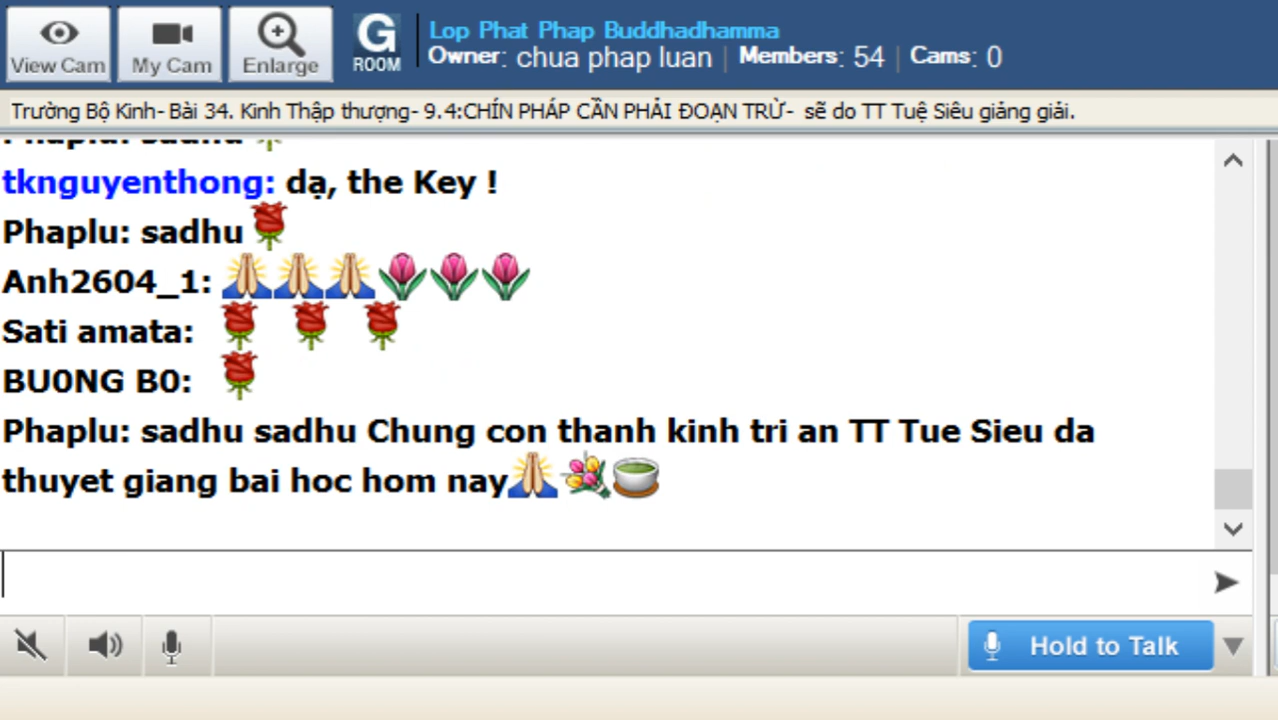 View Cam
My Cam
Enlarge
G
ROOM
Lop Phat Phap Buddhadhamma
Owner: chua phap luan | Members: 54 | Cams: 0
Trường Bộ Kinh- Bài 34. Kinh Thập thượng- 9.4:CHÍN PHÁP CẦN PHẢI ĐOẠN TRỪ- sẽ do TT Tuệ Siêu giảng giải.
Phaplu: sadhu
tknguyenthong: dạ, the Key !
Phaplu: sadhu🌹
Anh2604_1: 🙏🙏🙏🌷🌷🌷
Sati amata: 🌹 🌹 🌹
BU0NG B0: 🌹
Phaplu: sadhu sadhu Chung con thanh kinh tri an TT Tue Sieu da
thuyet giang bai hoc hom nay🙏💐🍵
Hold to Talk